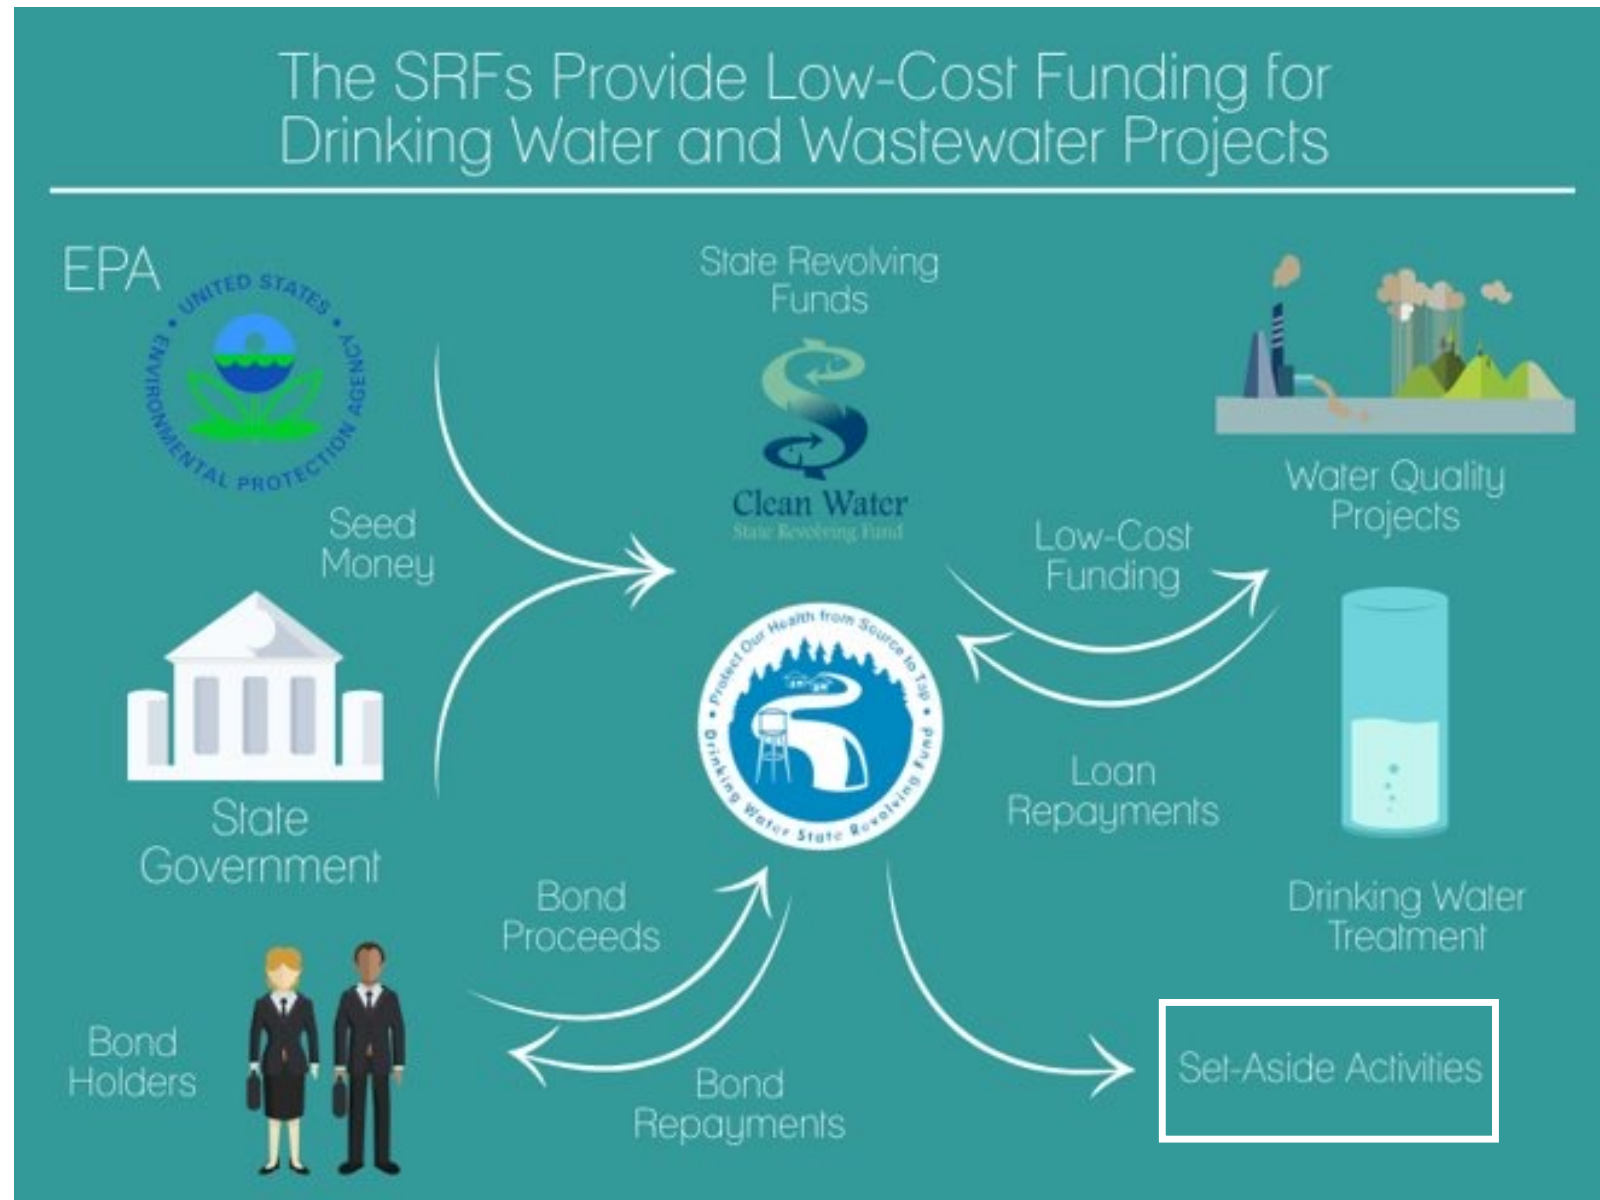 The SRFs Provide Low-Cost Funding for
Drinking Water and Wastewater Projects
EPA
UNITED STATES
ENVIRONMENTAL PROTECTION AGENCY
Seed
Money
State
Government
Bond
Holders
State Revolving
Funds
Clean Water
State Revolving Fund
Protect Our Health from Source to Tap
Drinking Water State Revolving Fund
Bond
Proceeds
Bond
Repayments
Low-Cost
Funding
Loan
Repayments
Water Quality
Projects
Drinking Water
Treatment
Set-Aside Activities